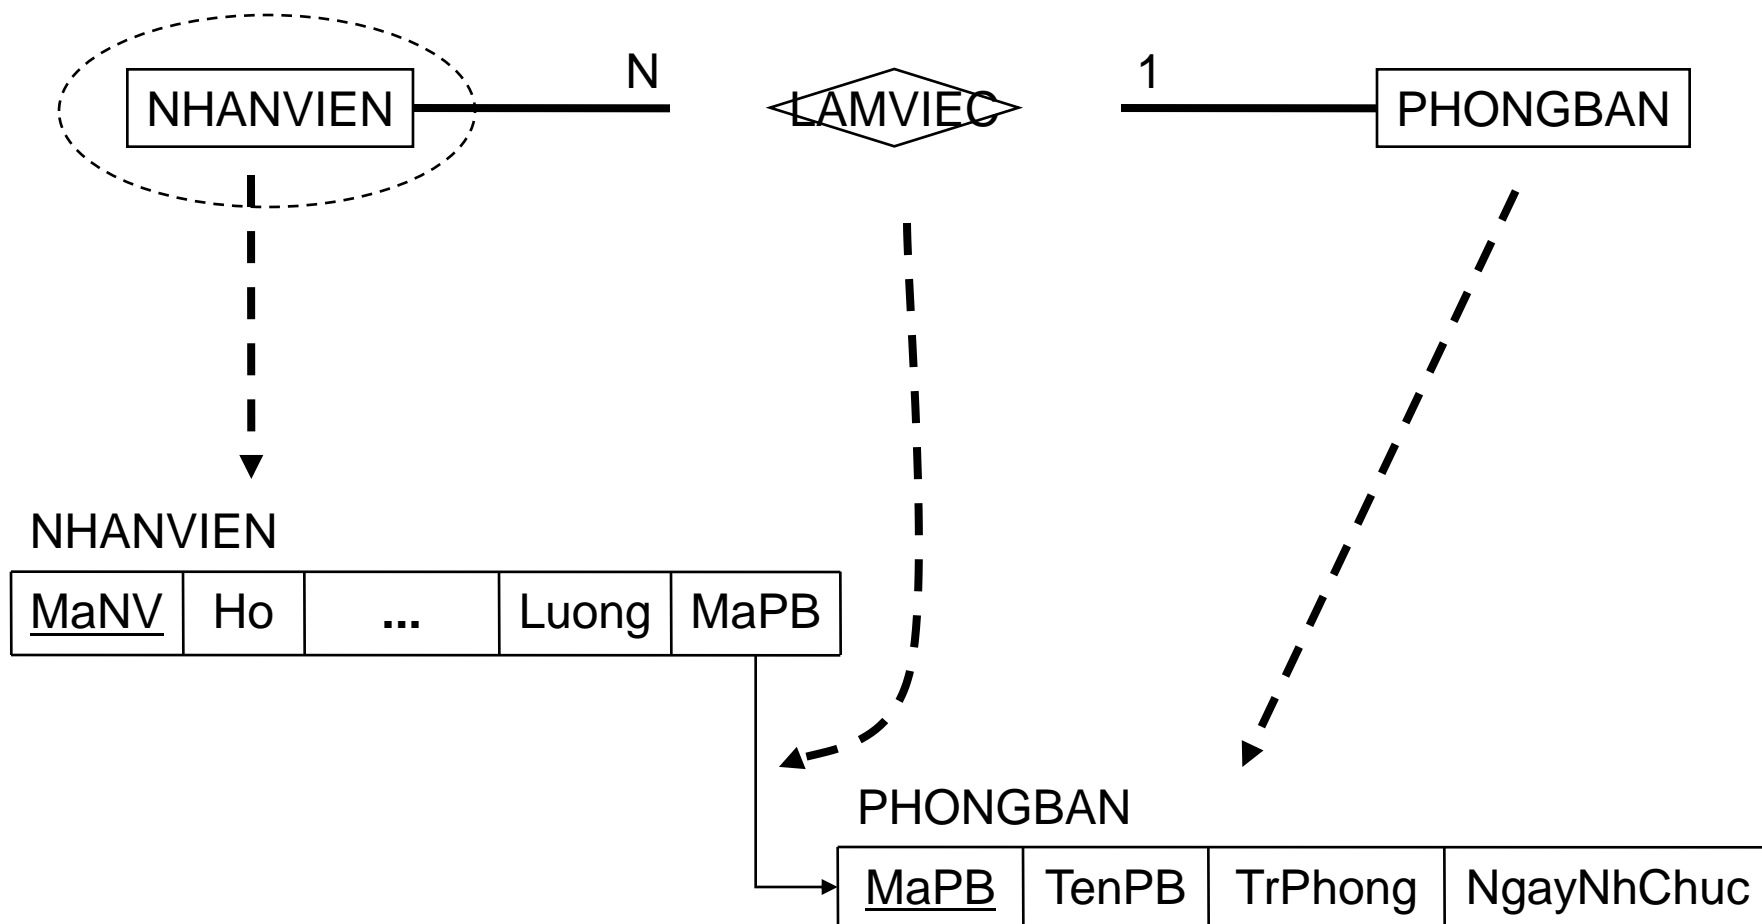 N 1
NHANVIEN LAMVIEC PHONGBAN
NHANVIEN
MaNV Ho ... Luong MaPB
PHONGBAN
MaPB TenPB TrPhong NgayNhChuc